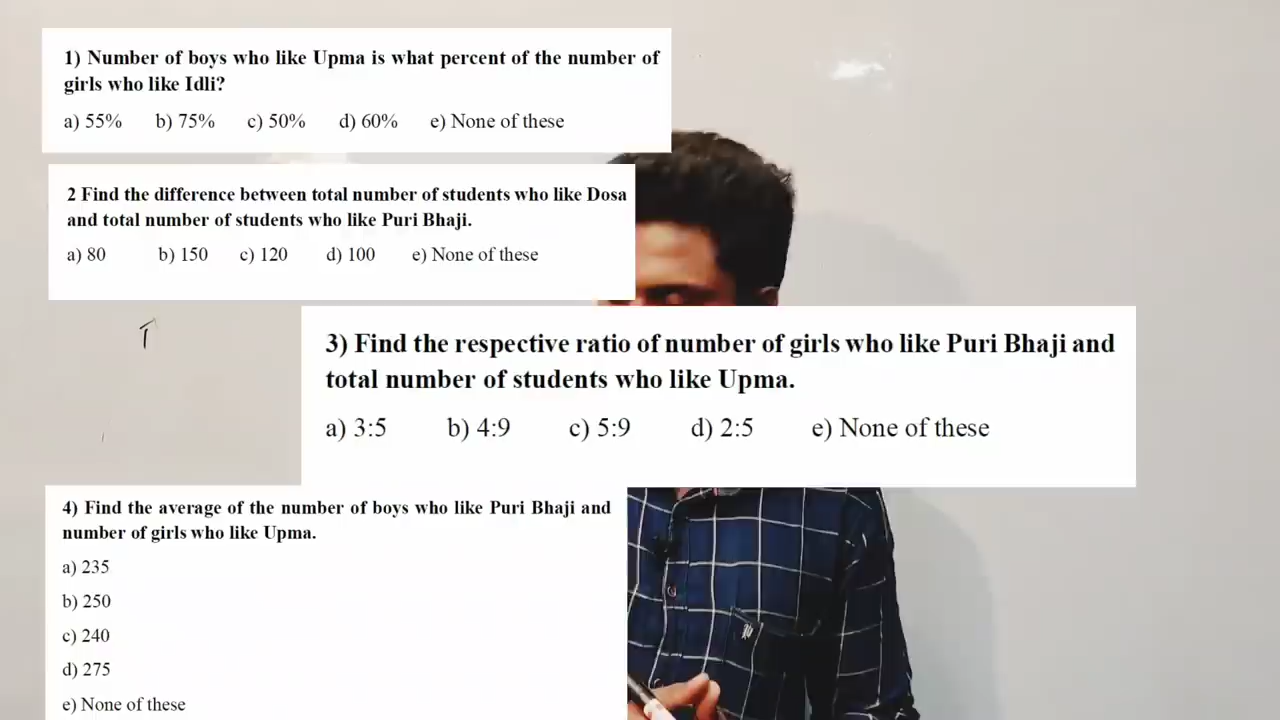 1) Number of boys who like Upma is what percent of the number of
girls who like Idli?
a) 55% b) 75% c) 50% d) 60% e) None of these
2 Find the difference between total number of students who like Dosa
and total number of students who like Puri Bhaji.
a) 80 b) 150 c) 120 d) 100 e) None of these
T
3) Find the respective ratio of number of girls who like Puri Bhaji and
total number of students who like Upma.
a) 3:5 b) 4:9 c) 5:9 d) 2:5 e) None of these
4) Find the average of the number of boys who like Puri Bhaji and
number of girls who like Upma.
a) 235
b) 250
c) 240
d) 275
e) None of these